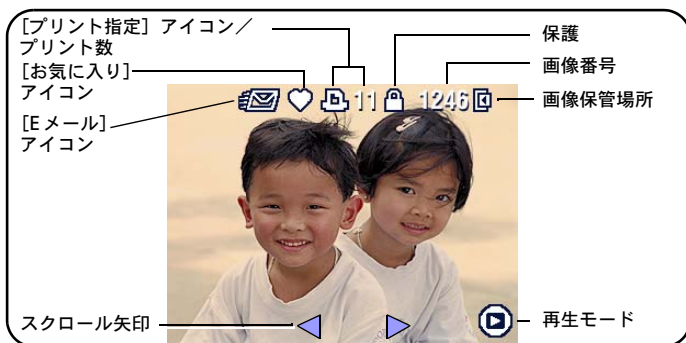 [プリント指定] アイコン／
プリント数
[お気に入り]
アイコン
[Eメール]
アイコン
11 1246
保護
画像番号
画像保管場所
スクロール矢印
再生モード